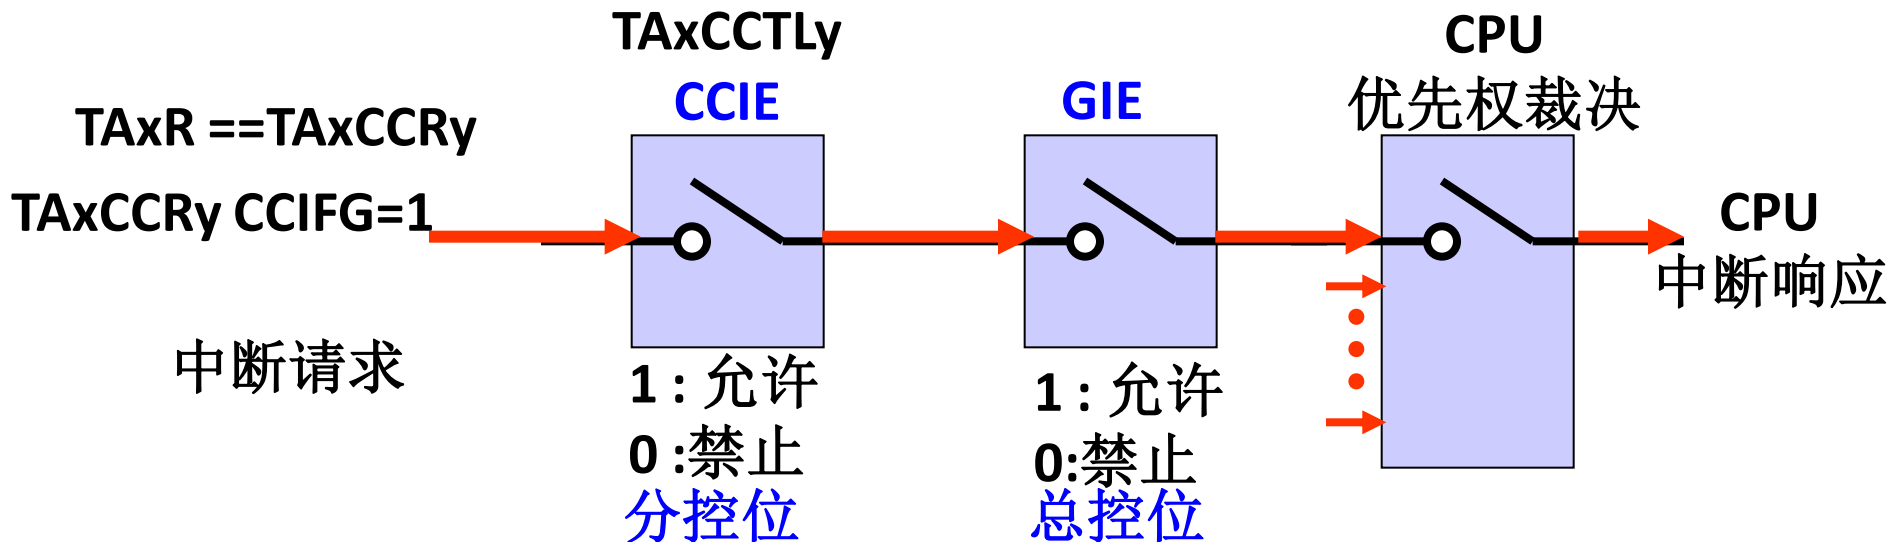 TAxR ==TAxCCRy
TAxCCRy CCIFG=1
中断请求
TAxCCTLy
CCIE
1 : 允许
0 :禁止
分控位
GIE
1 : 允许
0:禁止
总控位
CPU
优先权裁决
CPU
中断响应